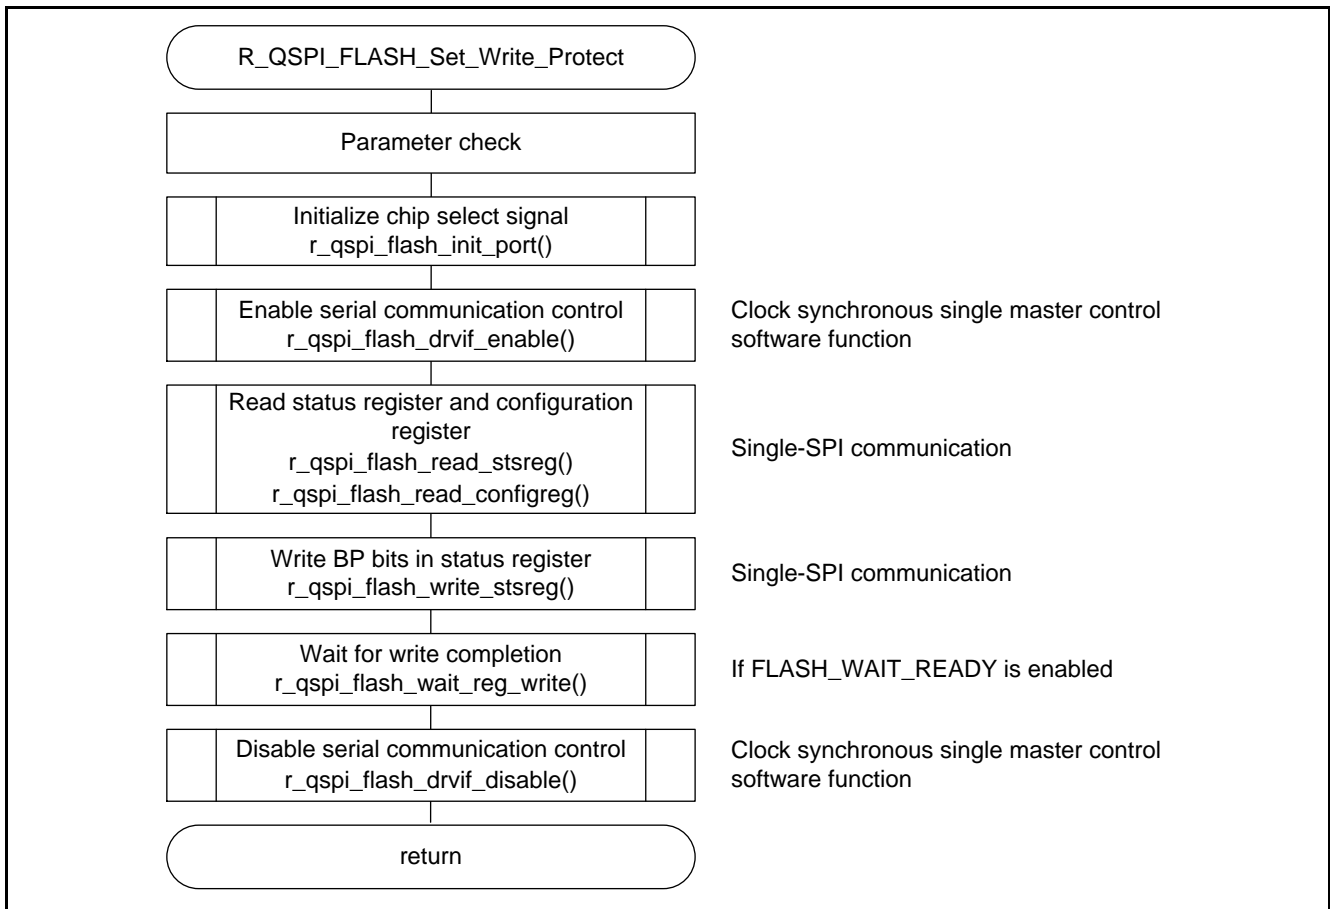 R_QSPI_FLASH_Set_Write_Protect
Parameter check
Initialize chip select signal
r_qspi_flash_init_port()
Enable serial communication control
r_qspi_flash_drvif_enable()
Clock synchronous single master control
software function
Read status register and configuration
register
r_qspi_flash_read_stsreg()
r_qspi_flash_read_configreg()
Single-SPI communication
Write BP bits in status register
r_qspi_flash_write_stsreg()
Single-SPI communication
Wait for write completion
r_qspi_flash_wait_reg_write()
If FLASH_WAIT_READY is enabled
Disable serial communication control
r_qspi_flash_drvif_disable()
Clock synchronous single master control
software function
return